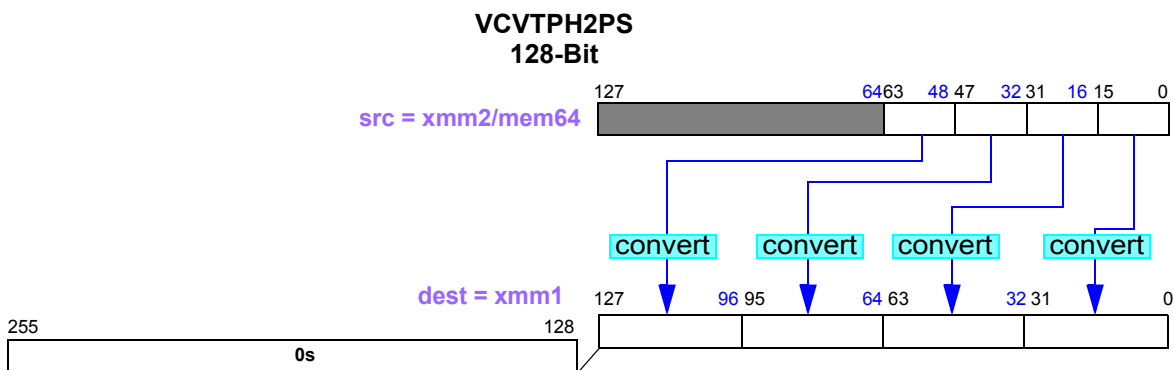 VCVTPH2PS
128-Bit
127 64 63 48 47 32 31 16 15 0
src = xmm2/mem64
convert convert convert convert
dest = xmm1 127 96 95 64 63 32 31 0
255 128
0s